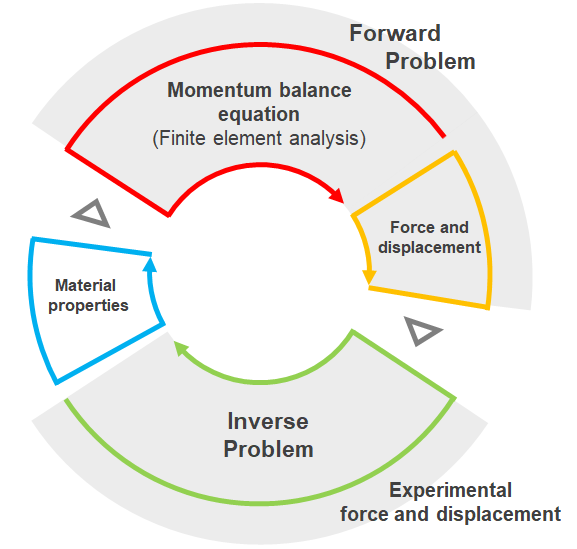 Forward
Problem
Momentum balance
equation
(Finite element analysis)
Force and
displacement
Material
properties
Inverse
Problem
Experimental
force and displacement